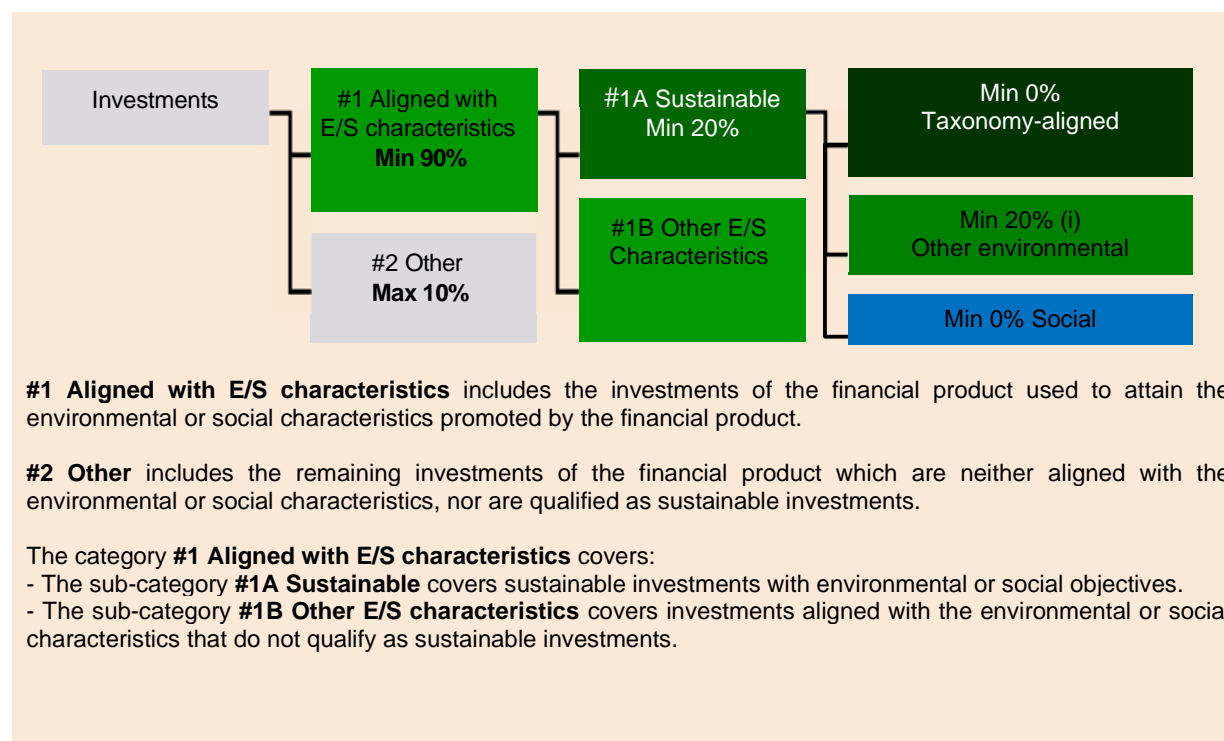 Investments
#1 Aligned with
E/S characteristics
Min 90%
#2 Other
Max 10%
#1A Sustainable
Min 20%
#1B Other E/S
Characteristics
Min 0%
Taxonomy-aligned
Min 20% (i)
Other environmental
Min 0% Social
#1 Aligned with E/S characteristics includes the investments of the financial product used to attain the
environmental or social characteristics promoted by the financial product.
#2 Other includes the remaining investments of the financial product which are neither aligned with the
environmental or social characteristics, nor are qualified as sustainable investments.
The category #1 Aligned with E/S characteristics covers:
- The sub-category #1A Sustainable covers sustainable investments with environmental or social objectives.
- The sub-category #1B Other E/S characteristics covers investments aligned with the environmental or social
characteristics that do not qualify as sustainable investments.